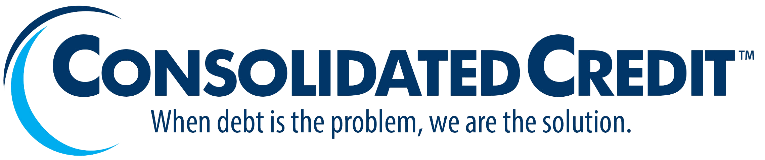 CONSOLIDATED CREDIT™
When debt is the problem, we are the solution.